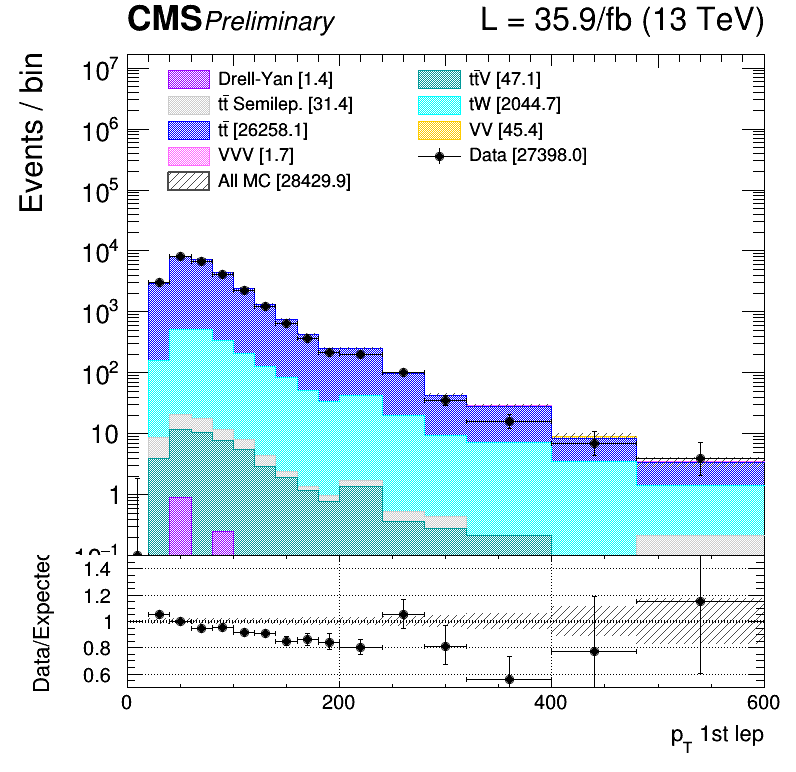 CMS Preliminary L = 35.9/fb (13 TeV)
Events / bin
10⁷
10⁶
10⁵
10⁴
10³
10²
10
1
10⁻¹
Drell-Yan [1.4]
tt̄ Semilep. [31.4]
tt̄ [26258.1]
VVV [1.7]
All MC [28429.9]
tt̄V [47.1]
tW [2044.7]
VV [45.4]
Data [27398.0]
Data/Expected
1.4
1.2
1
0.8
0.6
0 200 400 600
p_T 1st lep